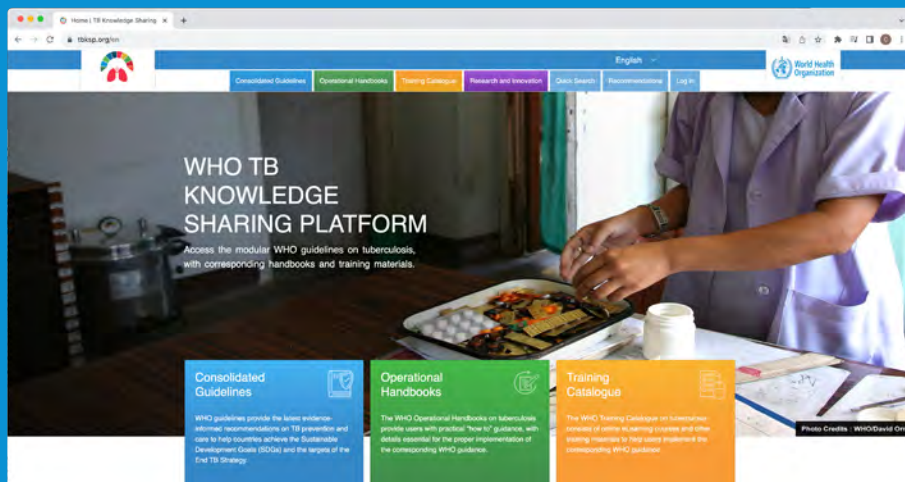 Home | TB Knowledge Sharing
tbksp.org/en
English
World Health
Organization
Consolidated Guidelines
Operational Handbooks
Training Catalogue
Research and Innovation
Quick Search
Recommendations
Log In
WHO TB
KNOWLEDGE
SHARING PLATFORM
Access the modular WHO guidelines on tuberculosis,
with corresponding handbooks and training materials.
Consolidated
Guidelines
WHO guidelines provide the latest evidence-
informed recommendations on TB prevention and
care to help countries achieve the Sustainable
Development Goals (SDGs) and the targets of the
End TB Strategy.
Operational
Handbooks
The WHO Operational Handbooks on tuberculosis
provide users with practical "how to" guidance, with
details essential for the proper implementation of
the corresponding WHO guidance.
Training
Catalogue
The WHO Training Catalogue on tuberculosis
consists of online eLearning courses and other
training materials to help users implement the
corresponding WHO guidance.
Photo Credits : WHO/David